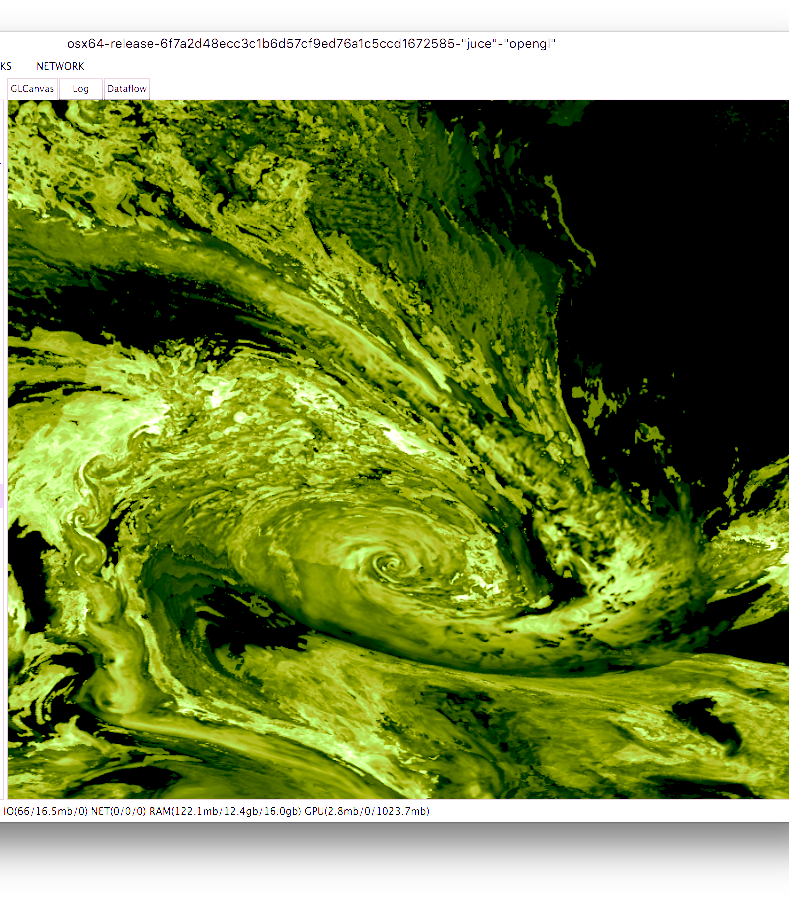 osx64-release-6f7a2d48ecc3c1b6d57cf9ed76a1c5ccd1672585-"juce"-"opengl"
KS NETWORK
GLCanvas Log Dataflow
IO(66/16.5mb/0) NET(0/0/0) RAM(122.1mb/12.4gb/16.0gb) GPU(2.8mb/0/1023.7mb)